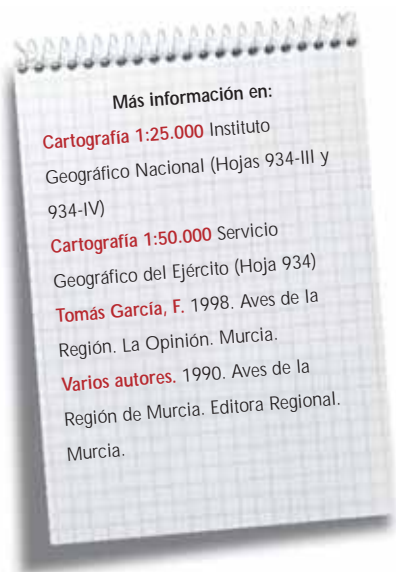 Más información en:
Cartografía 1:25.000 Instituto
Geográfico Nacional (Hojas 934-III y
934-IV)
Cartografía 1:50.000 Servicio
Geográfico del Ejército (Hoja 934)
Tomás García, F. 1998. Aves de la
Región. La Opinión. Murcia.
Varios autores. 1990. Aves de la
Región de Murcia. Editora Regional.
Murcia.